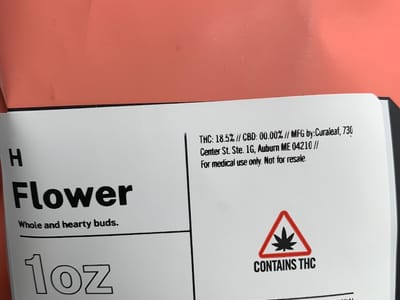 H
Flower
Whole and hearty buds.
1oz
THC: 18.5% // CBD: 00.00% // MFG by:Curaleaf, 730
Center St. Ste. 1G, Auburn ME 04210 //
For medical use only. Not for resale.
CONTAINS THC